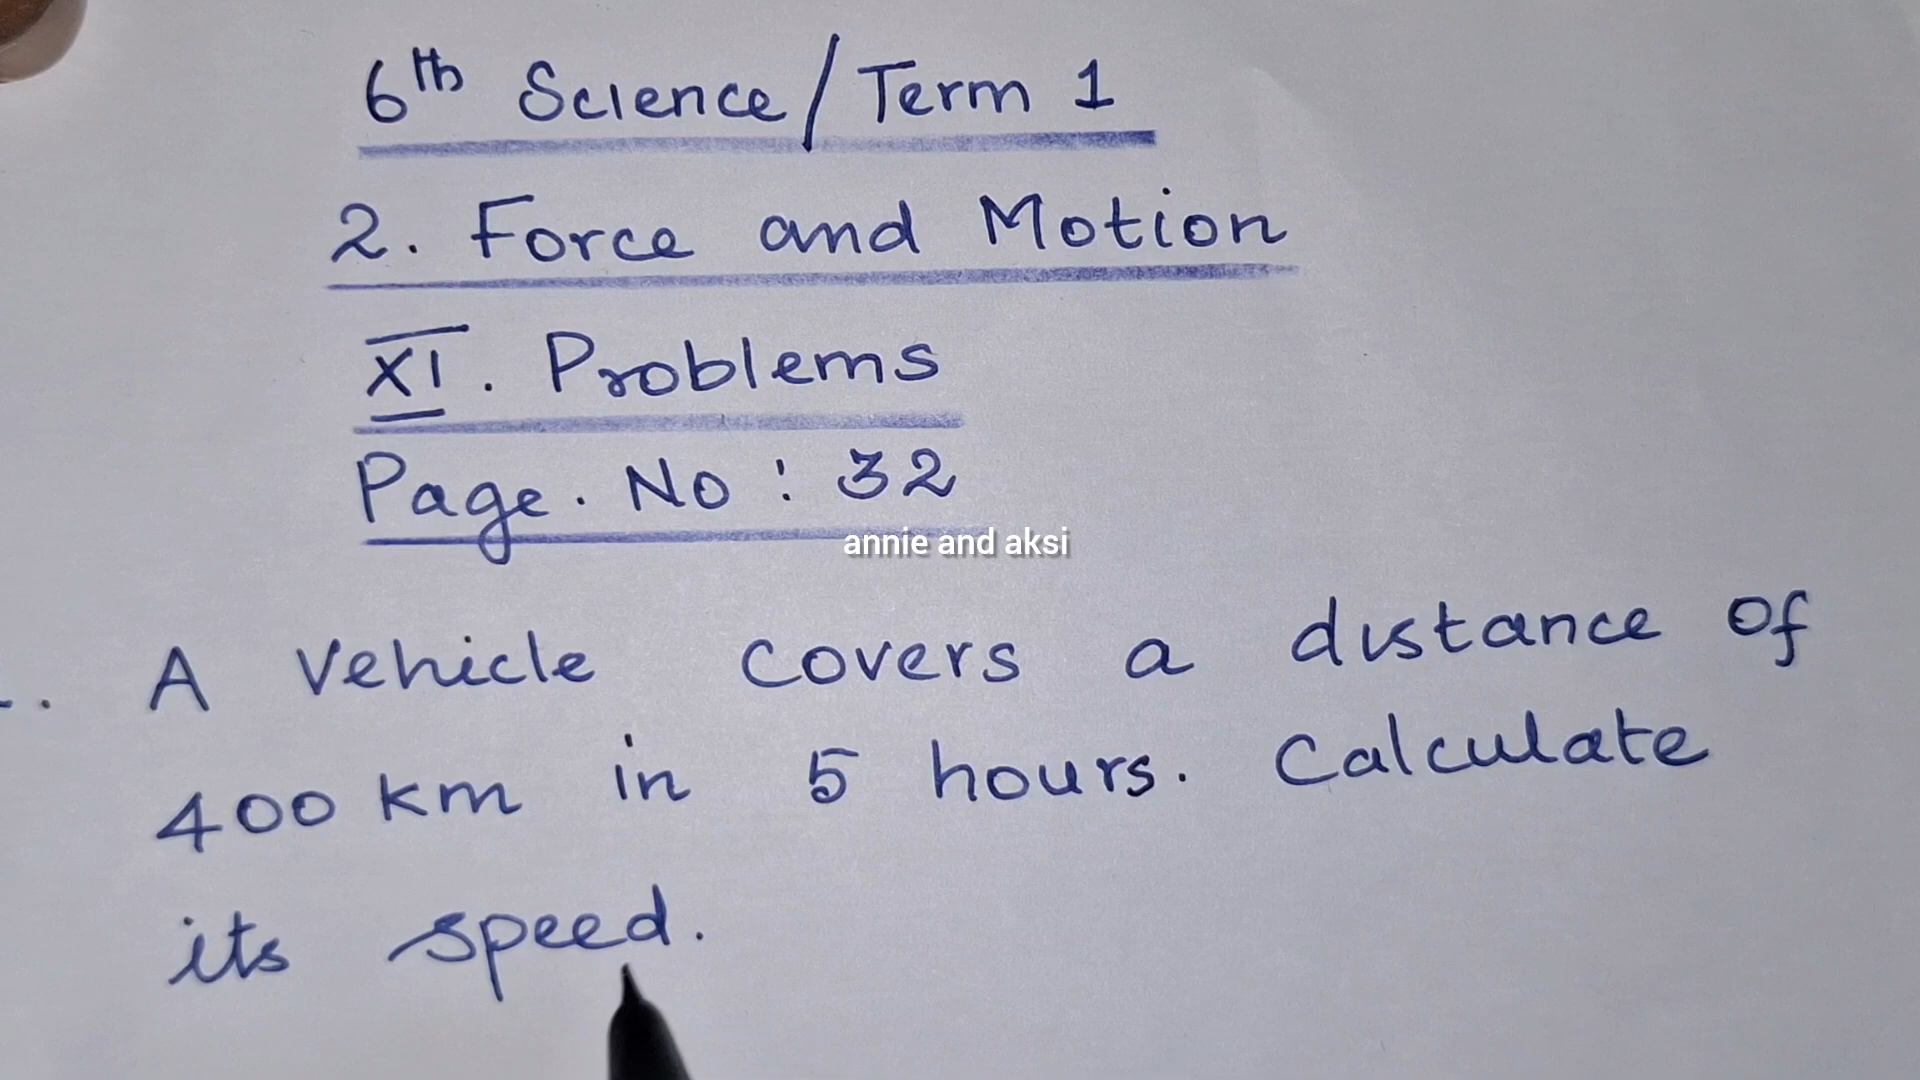 6th Science/Term 1
2. Force and Motion
XI. Problems
Page. No : 32
annie and aksi
. A Vehicle covers a distance of
400 km in 5 hours. Calculate
its speed.